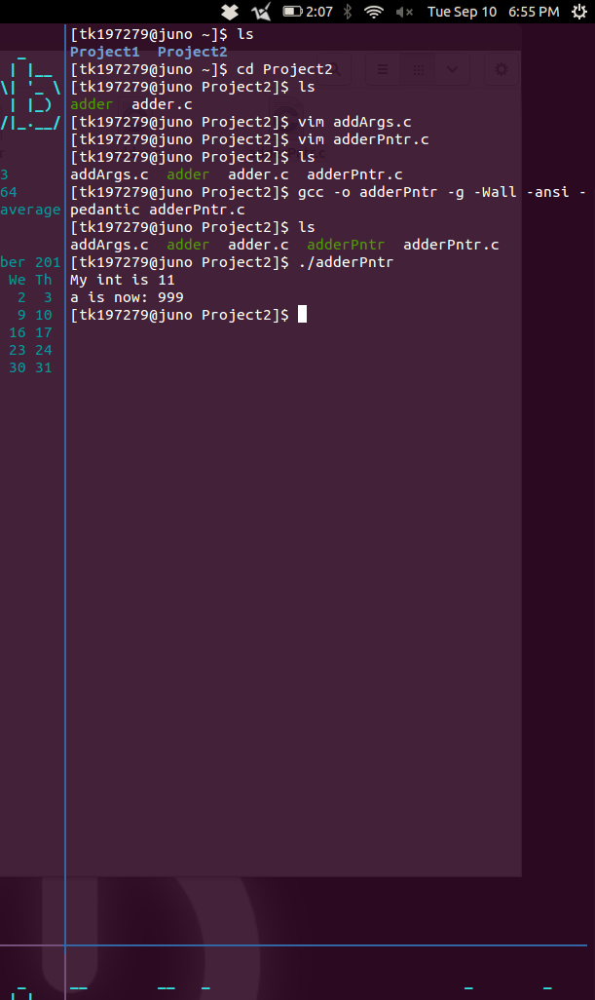 2:07 Tue Sep 10 6:55 PM
[tk197279@juno ~]$ ls
Project1  Project2
[tk197279@juno ~]$ cd Project2
[tk197279@juno Project2]$ ls
adder  adder.c
[tk197279@juno Project2]$ vim addArgs.c
[tk197279@juno Project2]$ vim adderPntr.c
[tk197279@juno Project2]$ ls
addArgs.c  adder  adder.c  adderPntr.c
[tk197279@juno Project2]$ gcc -o adderPntr -g -Wall -ansi -
pedantic adderPntr.c
[tk197279@juno Project2]$ ls
addArgs.c  adder  adder.c  adderPntr  adderPntr.c
[tk197279@juno Project2]$ ./adderPntr
My int is 11
a is now: 999
[tk197279@juno Project2]$
3
64
average
ber 201
We Th
2 3
9 10
16 17
23 24
30 31